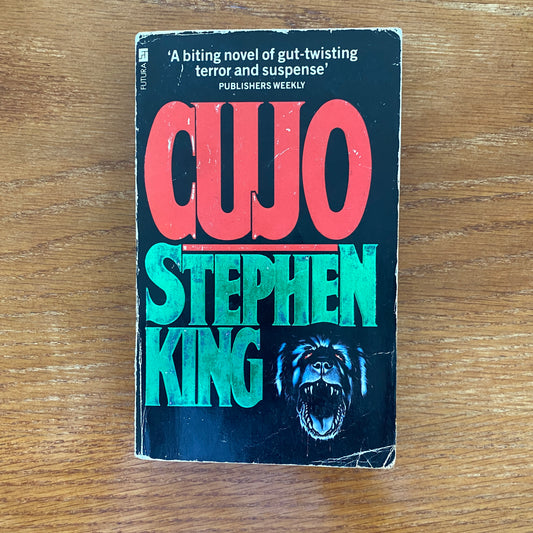 FUTURA
'A biting novel of gut-twisting
terror and suspense'
PUBLISHERS WEEKLY
CUJO
STEPHEN
KING